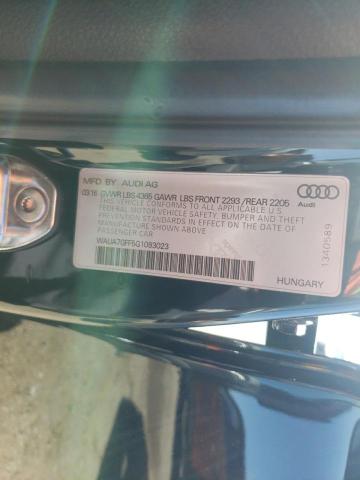 MFD BY AUDI AG
03/16 GVWR LBS 4365 GAWR LBS FRONT 2293 /REAR 2205
THIS VEHICLE CONFORMS TO ALL APPLICABLE U.S.
FEDERAL MOTOR VEHICLE SAFETY, BUMPER AND THEFT
PREVENTION STANDARDS IN EFFECT ON THE DATE OF
MANUFACTURE SHOWN ABOVE
PASSENGER CAR
WAUA7GFF5G1083023
Audi
1340589
HUNGARY